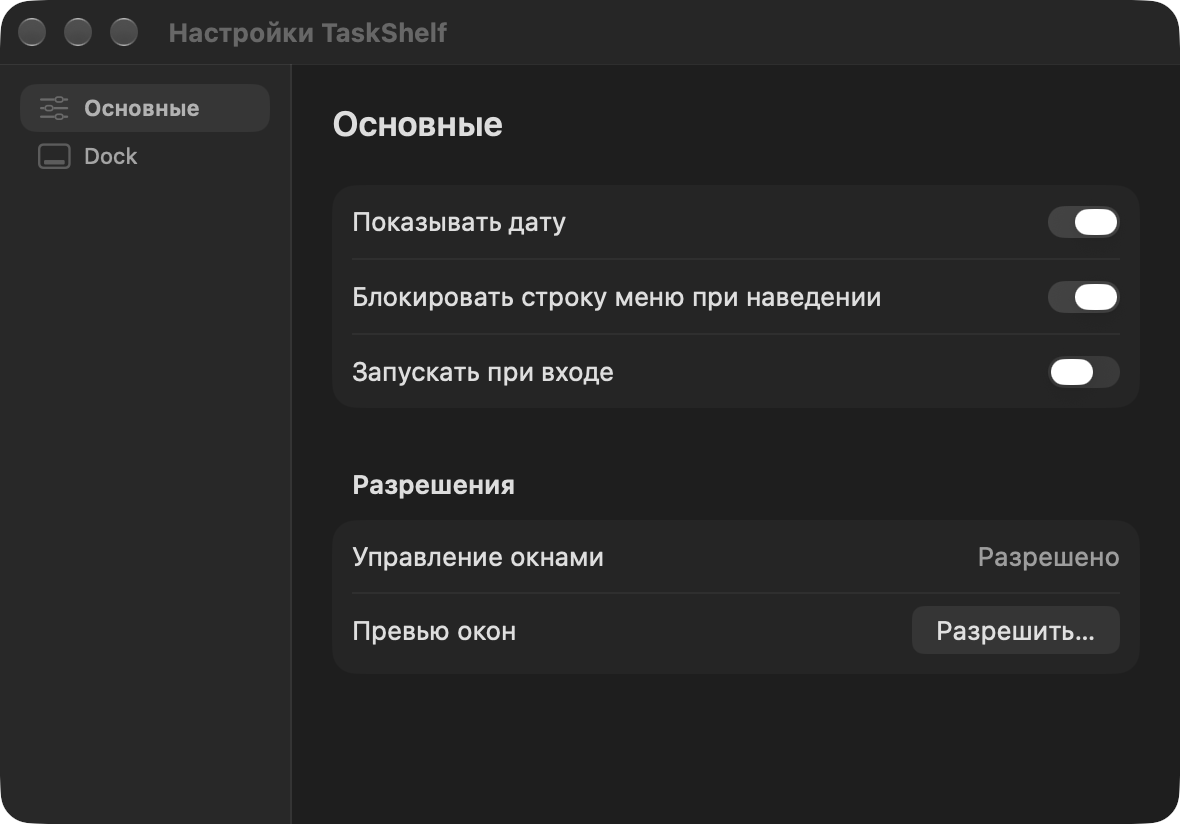 Настройки TaskShelf
Основные
Dock
Основные
Показывать дату
Блокировать строку меню при наведении
Запускать при входе
Разрешения
Управление окнами Разрешено
Превью окон Разрешить...